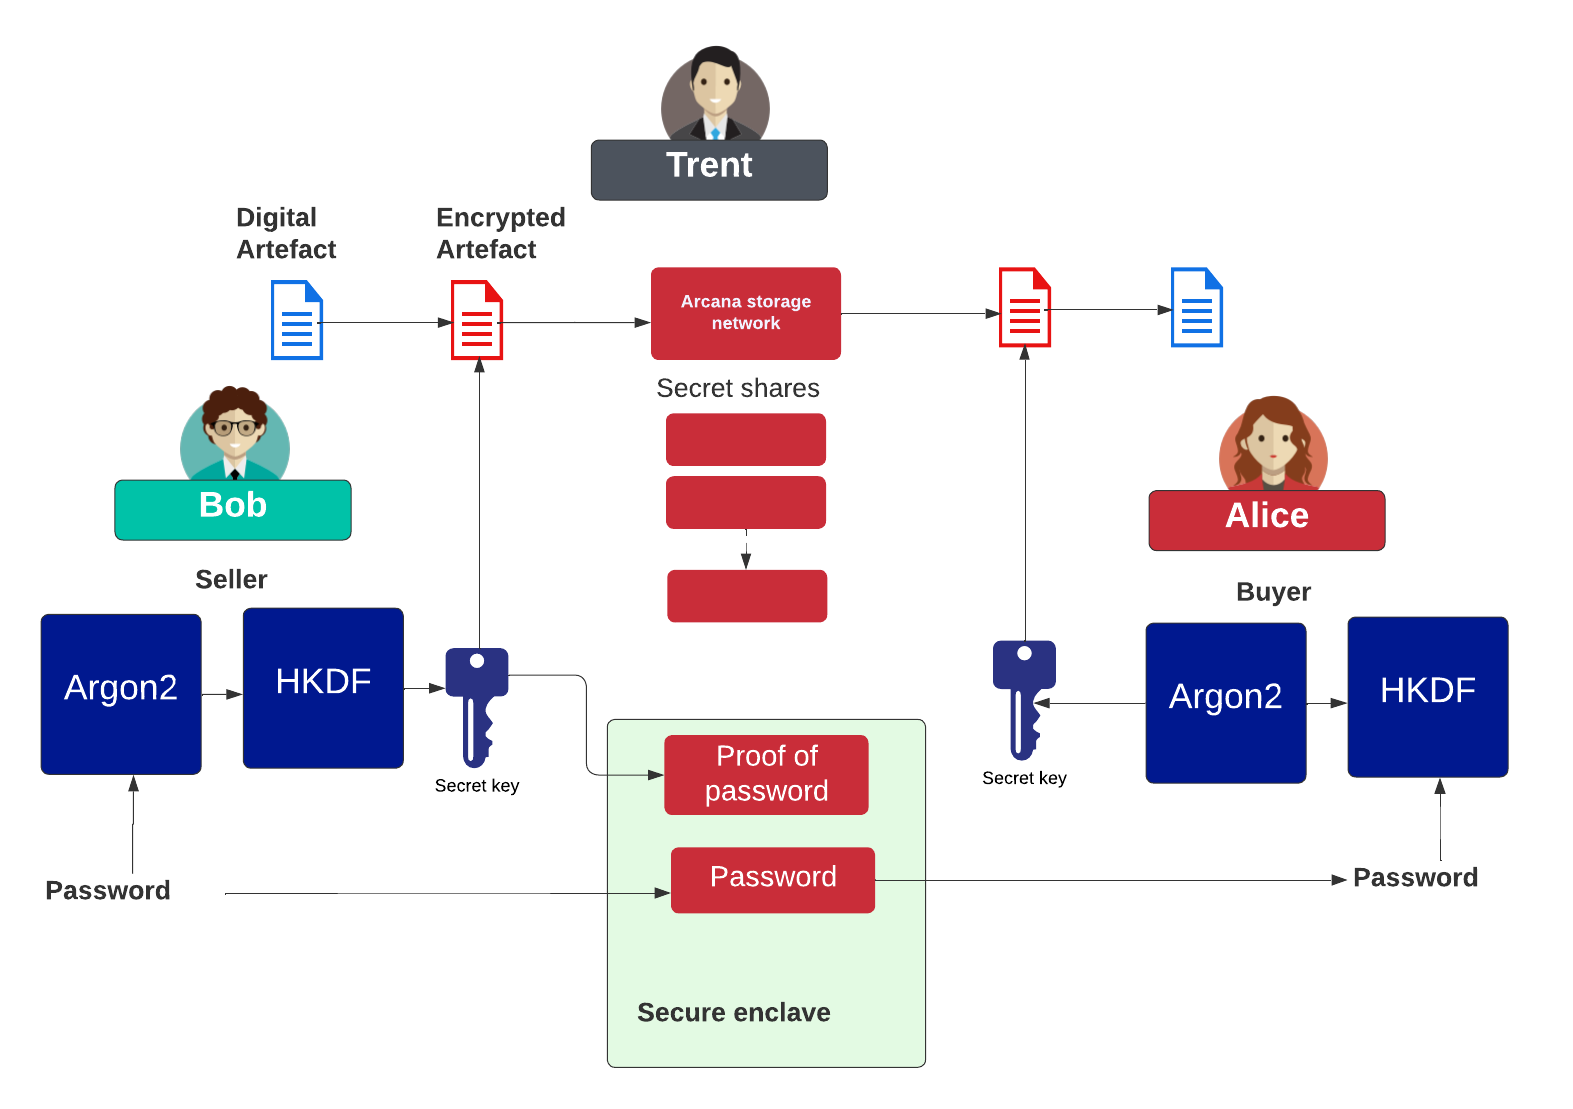 Trent
Digital
Artefact
Encrypted
Artefact
Arcana storage
network
Secret shares
Bob
Alice
Seller
Buyer
Argon2
HKDF
Argon2
HKDF
Secret key
Secret key
Proof of
password
Password
Password
Password
Secure enclave